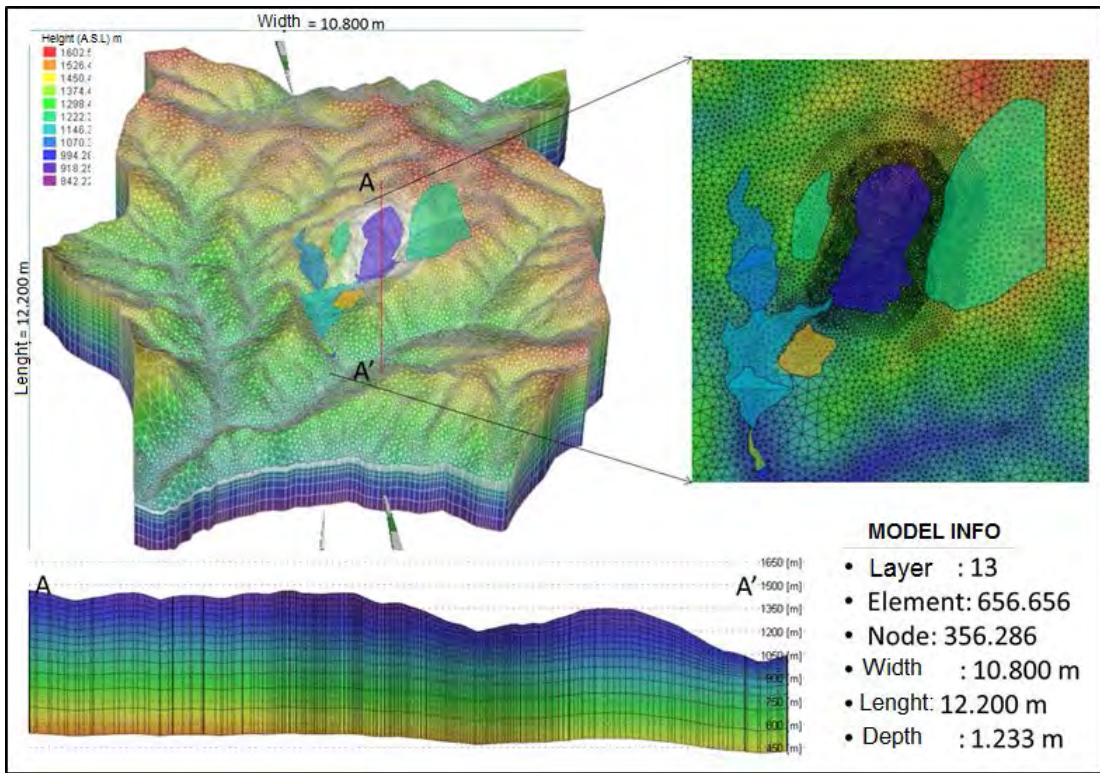 Width = 10.800 m
Height (A.S.L) m
1602.5
1526.4
1450.4
1374.4
1298.4
1222.3
1146.3
1070.3
994.28
918.25
842.22
Lenght = 12.200 m
A
A'
A
A'
1650 [m]
1500 [m]
1350 [m]
1200 [m]
1050 [m]
900 [m]
750 [m]
600 [m]
450 [m]
MODEL INFO
• Layer : 13
• Element: 656.656
• Node: 356.286
• Width : 10.800 m
• Lenght: 12.200 m
• Depth : 1.233 m